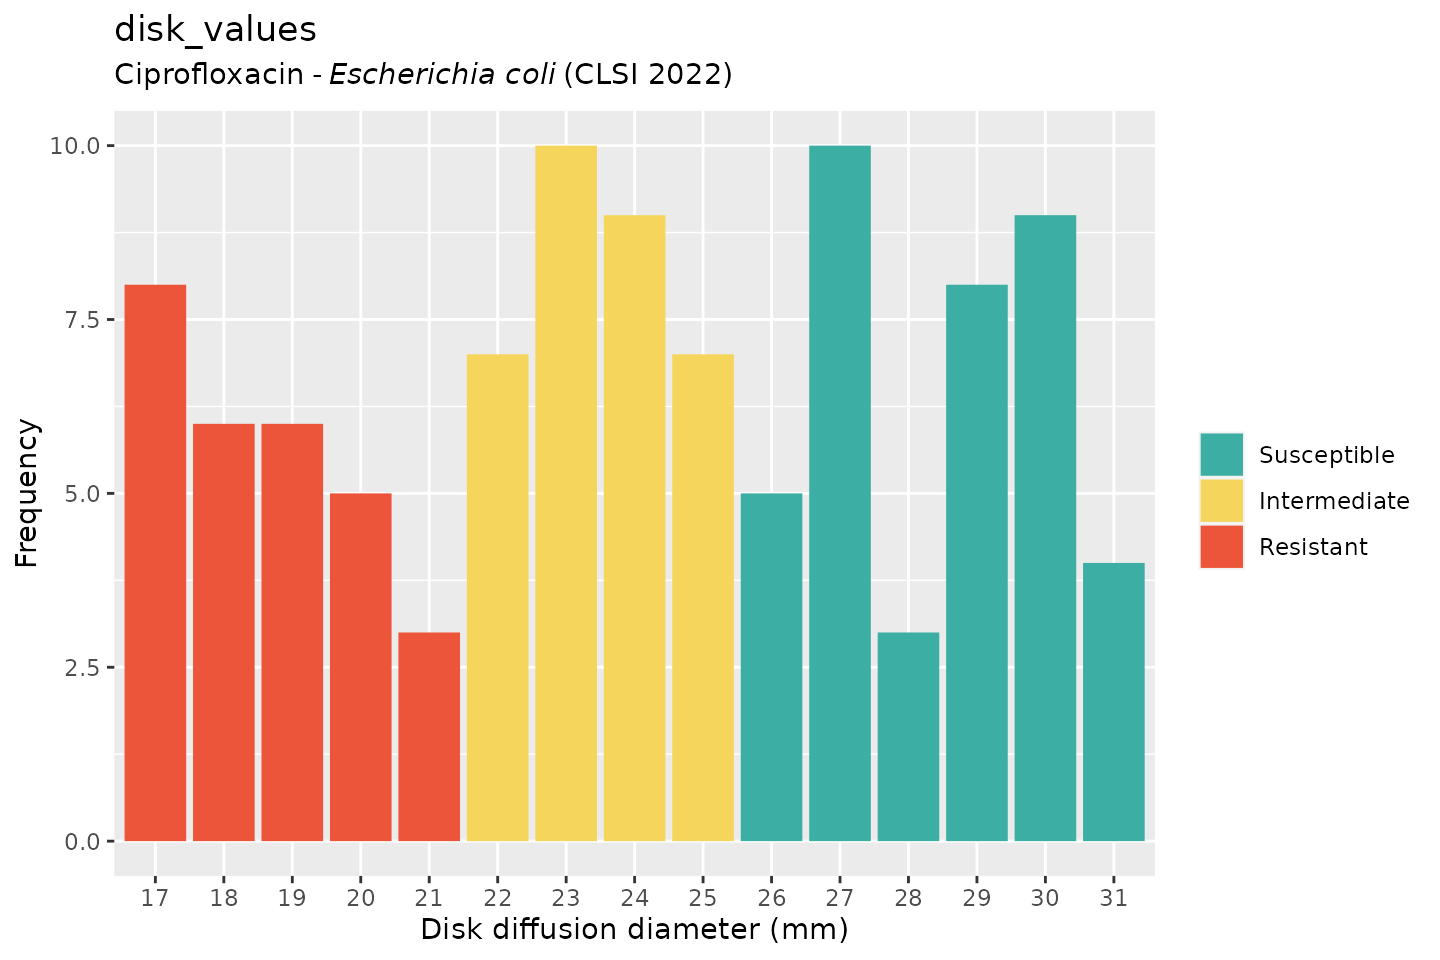 disk_values
Ciprofloxacin - Escherichia coli (CLSI 2022)
10.0
7.5
5.0
2.5
0.0
Frequency
17 18 19 20 21 22 23 24 25 26 27 28 29 30 31
Disk diffusion diameter (mm)
Susceptible
Intermediate
Resistant